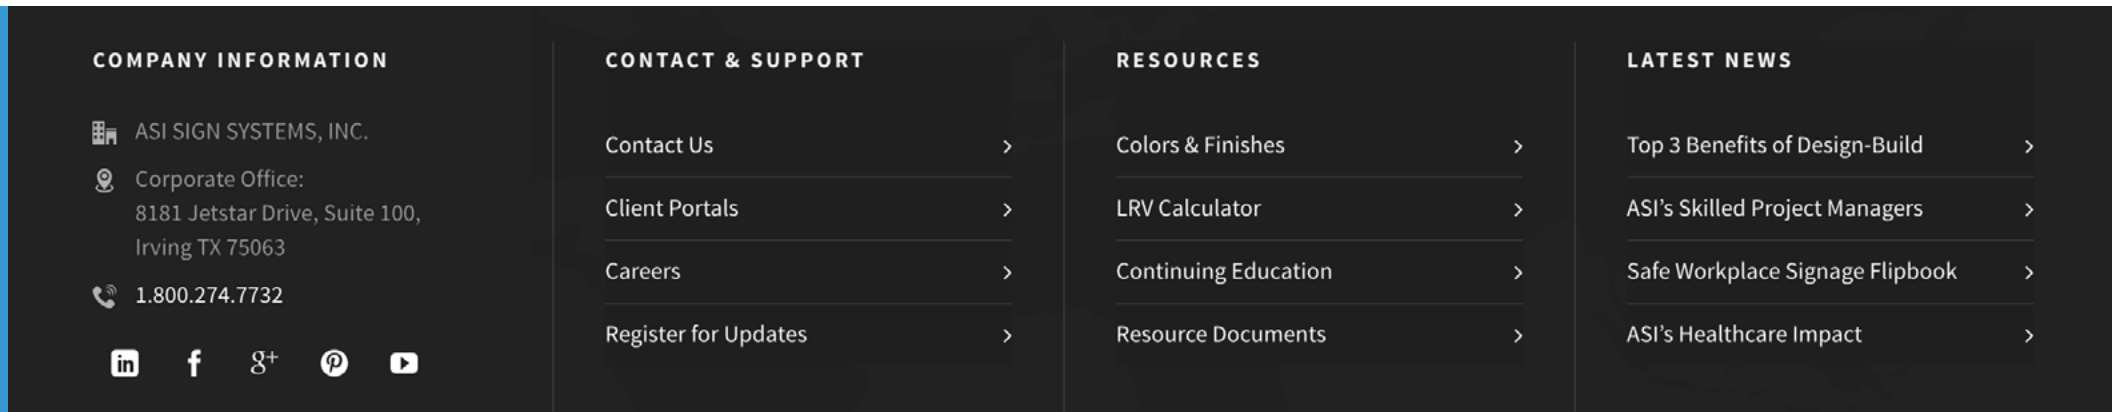 COMPANY INFORMATION
ASI SIGN SYSTEMS, INC.
Corporate Office:
8181 Jetstar Drive, Suite 100,
Irving TX 75063
1.800.274.7732
in f g+
CONTACT & SUPPORT
Contact Us
Client Portals
Careers
Register for Updates
RESOURCES
Colors & Finishes
LRV Calculator
Continuing Education
Resource Documents
LATEST NEWS
Top 3 Benefits of Design-Build
ASI’s Skilled Project Managers
Safe Workplace Signage Flipbook
ASI’s Healthcare Impact